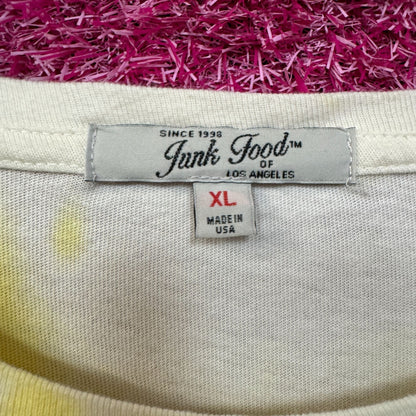 SINCE 1998
Junk Food™
OF
LOS ANGELES
XL
MADE IN
USA